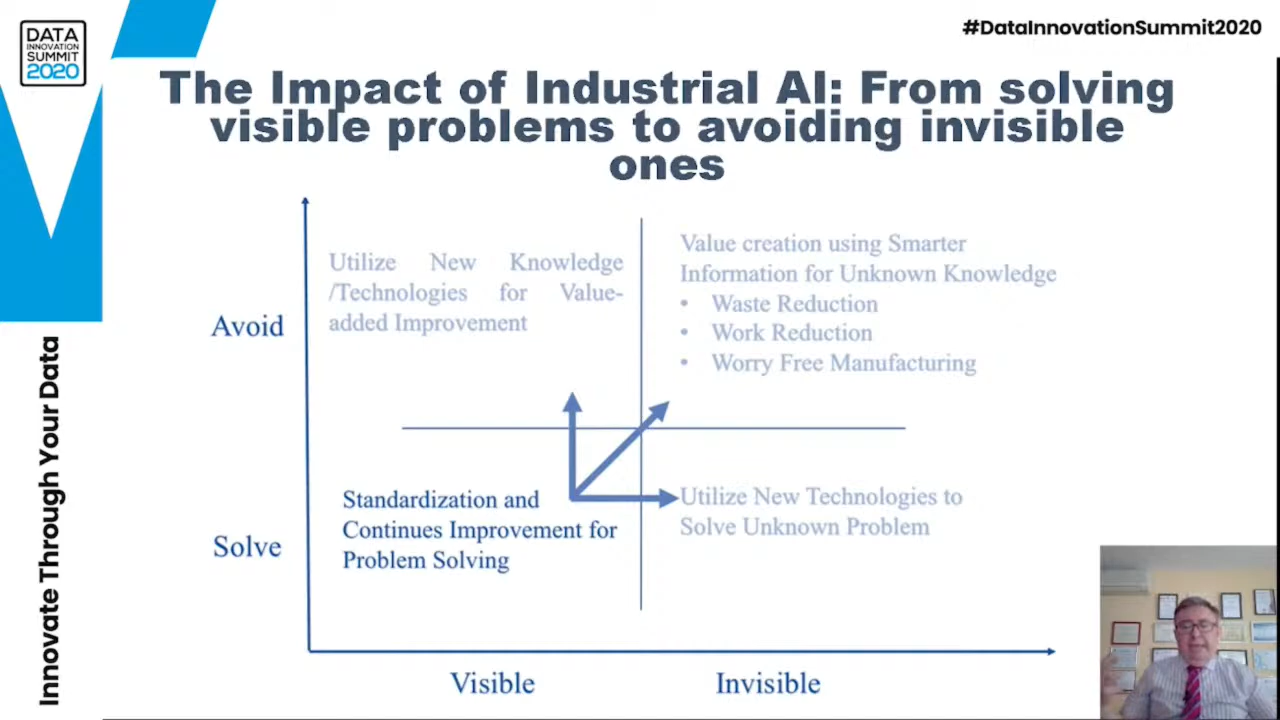 DATA
INNOVATION
SUMMIT
2020
#DataInnovationSummit2020
The Impact of Industrial AI: From solving
visible problems to avoiding invisible
ones
Utilize New Knowledge
/Technologies for Value-
added Improvement
Value creation using Smarter
Information for Unknown Knowledge
• Waste Reduction
• Work Reduction
• Worry Free Manufacturing
Avoid
Standardization and
Continues Improvement for
Problem Solving
Utilize New Technologies to
Solve Unknown Problem
Solve
Visible
Invisible
Innovate Through Your Data